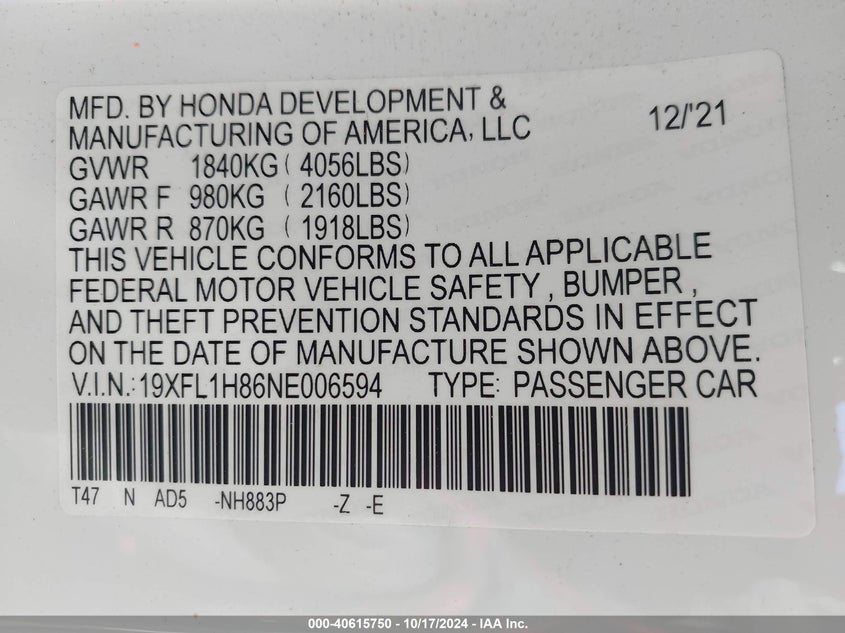 MFD. BY HONDA DEVELOPMENT &
MANUFACTURING OF AMERICA, LLC 12/'21
GVWR 1840KG ( 4056LBS)
GAWR F 980KG ( 2160LBS)
GAWR R 870KG ( 1918LBS)
THIS VEHICLE CONFORMS TO ALL APPLICABLE
FEDERAL MOTOR VEHICLE SAFETY , BUMPER ,
AND THEFT PREVENTION STANDARDS IN EFFECT
ON THE DATE OF MANUFACTURE SHOWN ABOVE.
V.I.N.:19XFL1H86NE006594 TYPE: PASSENGER CAR
T47 N AD5 -NH883P -Z -E
000-40615750 - 10/17/2024 - IAA Inc.